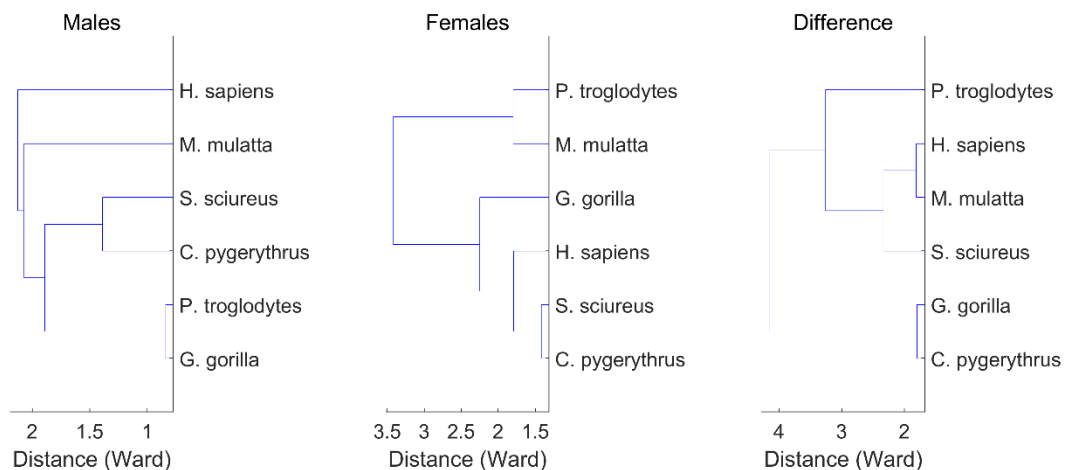 Males
H. sapiens
M. mulatta
S. sciureus
C. pygerythrus
P. troglodytes
G. gorilla
2 1.5 1
Distance (Ward)
Females
P. troglodytes
M. mulatta
G. gorilla
H. sapiens
S. sciureus
C. pygerythrus
3.5 3 2.5 2 1.5
Distance (Ward)
Difference
P. troglodytes
H. sapiens
M. mulatta
S. sciureus
G. gorilla
C. pygerythrus
4 3 2
Distance (Ward)